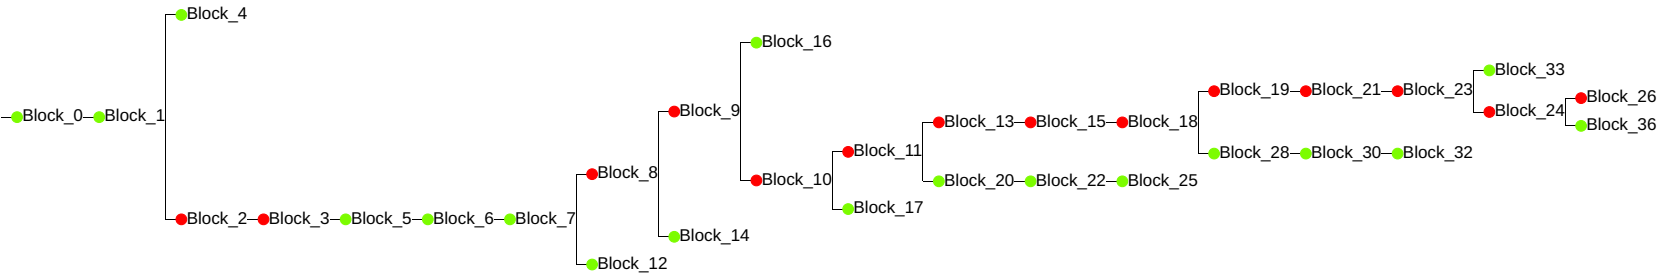 Block_4
Block_16
Block_33
Block_19
Block_21
Block_23
Block_26
Block_9
Block_24
Block_0
Block_1
Block_13
Block_15
Block_18
Block_36
Block_11
Block_28
Block_30
Block_32
Block_8
Block_10
Block_20
Block_22
Block_25
Block_17
Block_2
Block_3
Block_5
Block_6
Block_7
Block_14
Block_12